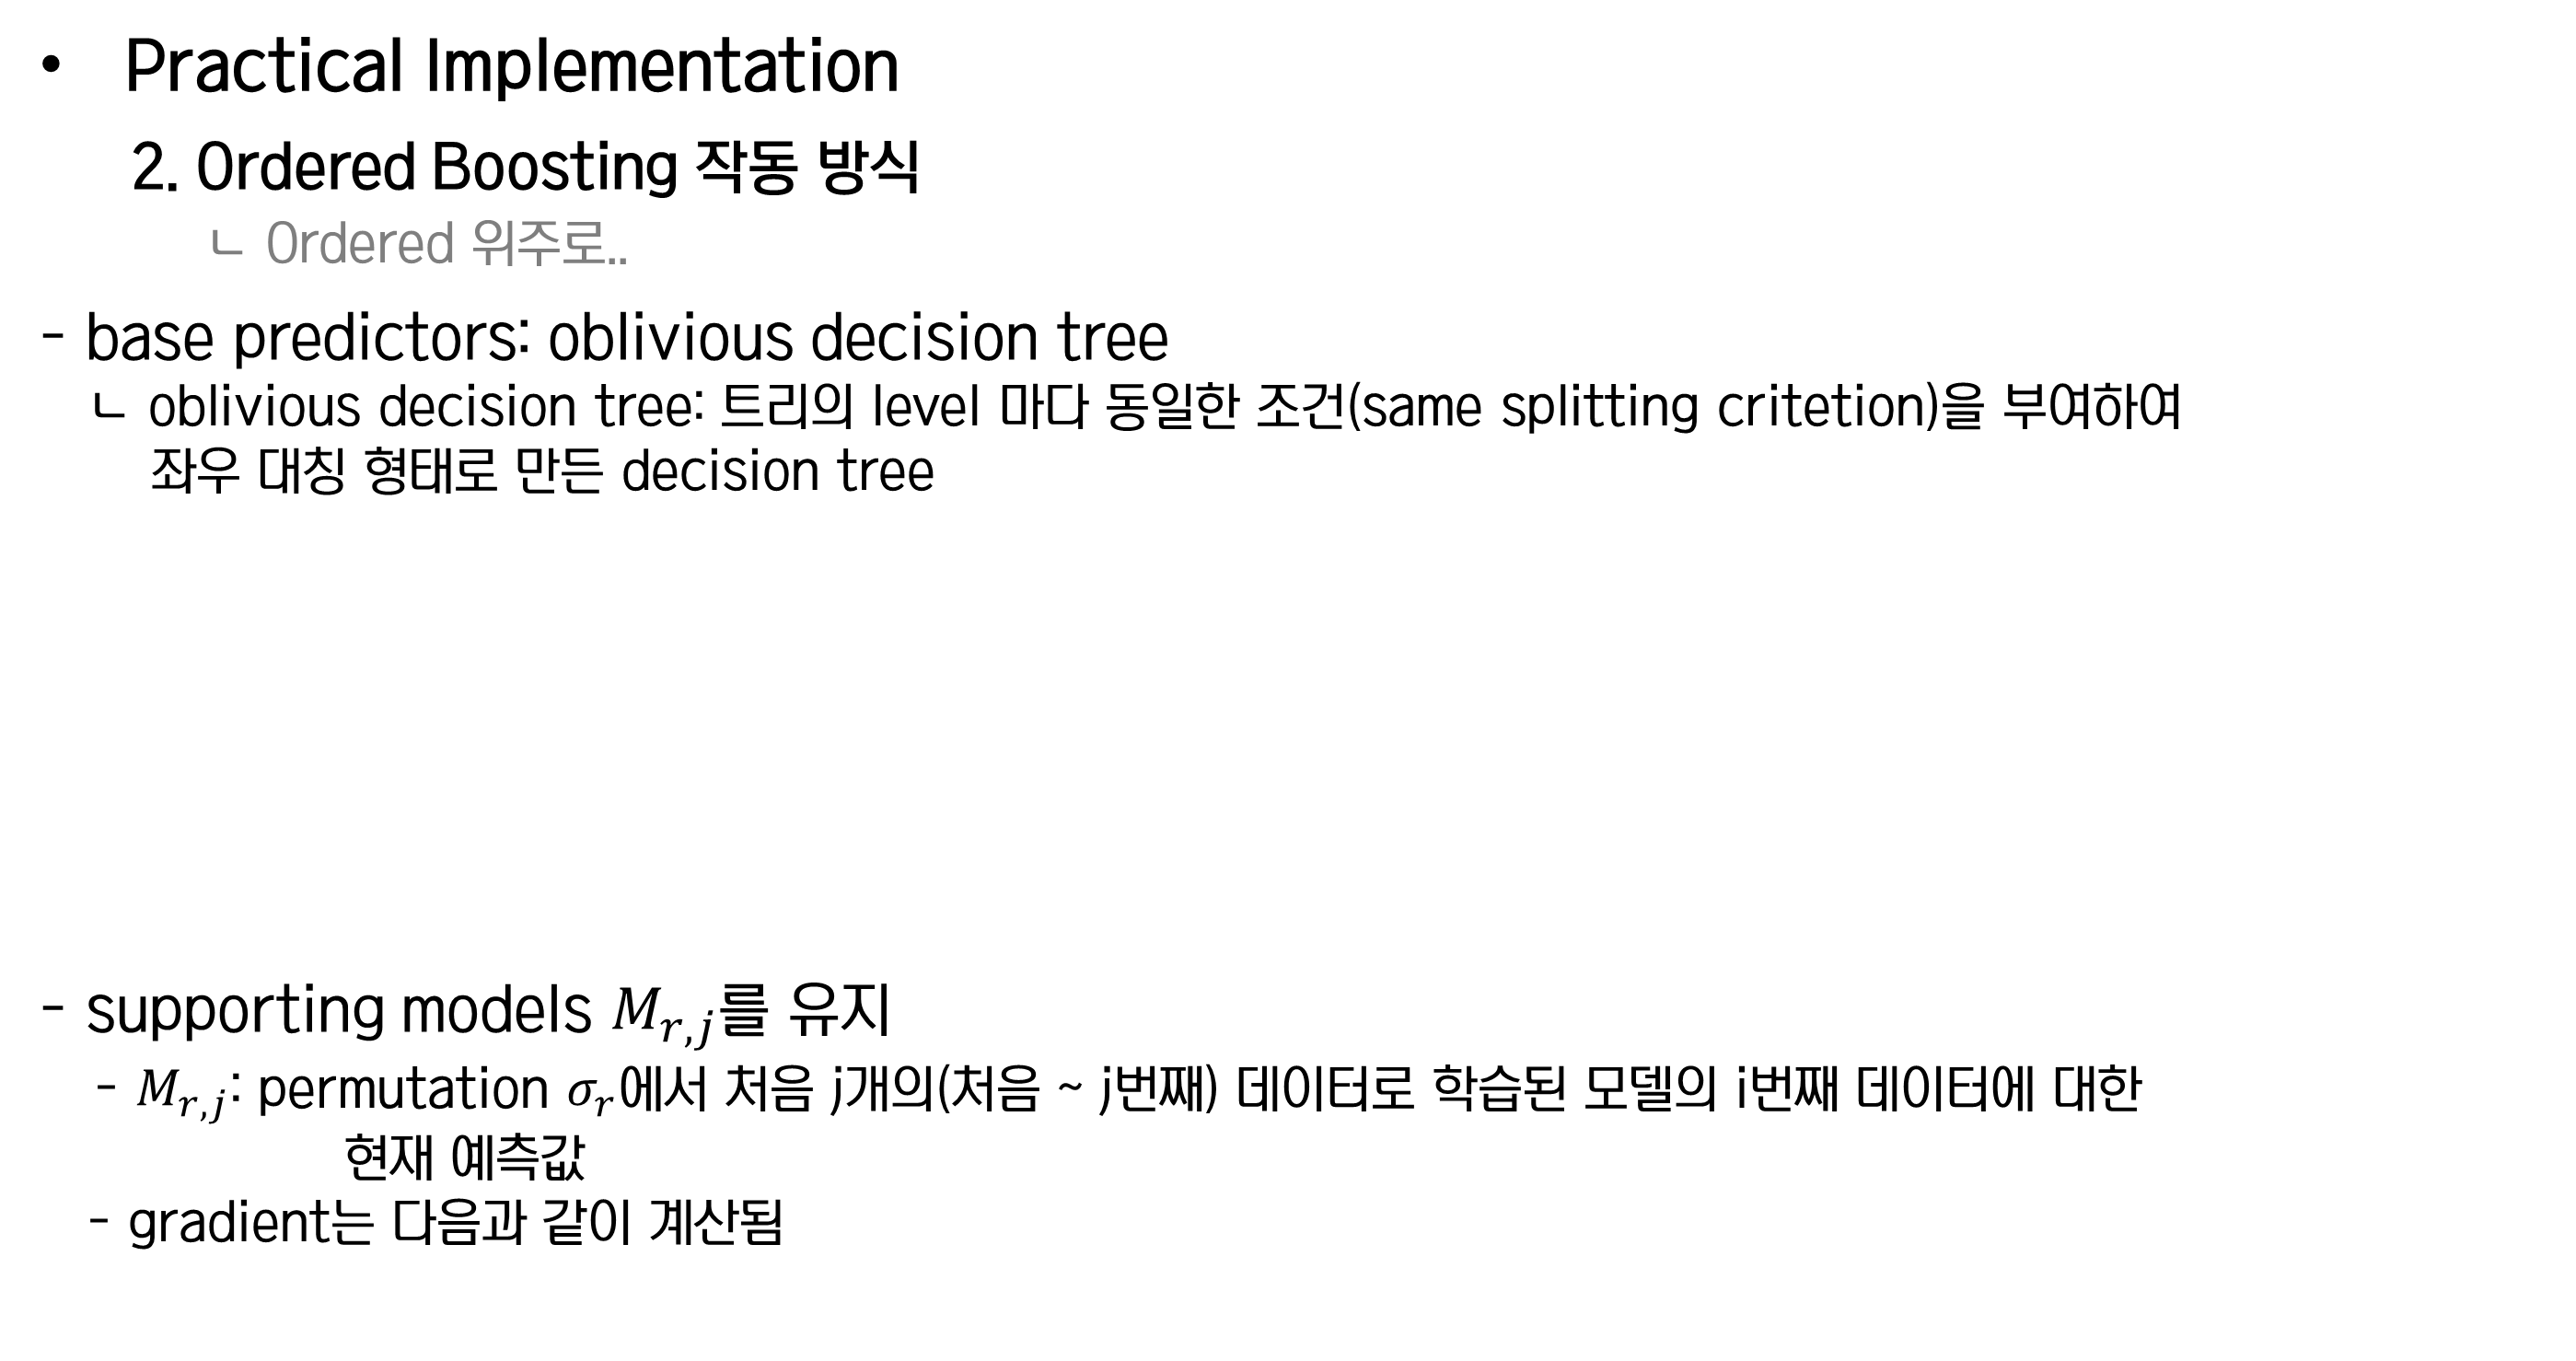 • Practical Implementation
2. Ordered Boosting 작동 방식
ㄴ Ordered 위주로..
- base predictors: oblivious decision tree
ㄴ oblivious decision tree: 트리의 level 마다 동일한 조건(same splitting critetion)을 부여하여
좌우 대칭 형태로 만든 decision tree
- supporting models 𝑀𝑟,𝑗를 유지
- 𝑀𝑟,𝑗: permutation 𝜎𝑟에서 처음 j개의(처음 ~ j번째) 데이터로 학습된 모델의 i번째 데이터에 대한
현재 예측값
- gradient는 다음과 같이 계산됨